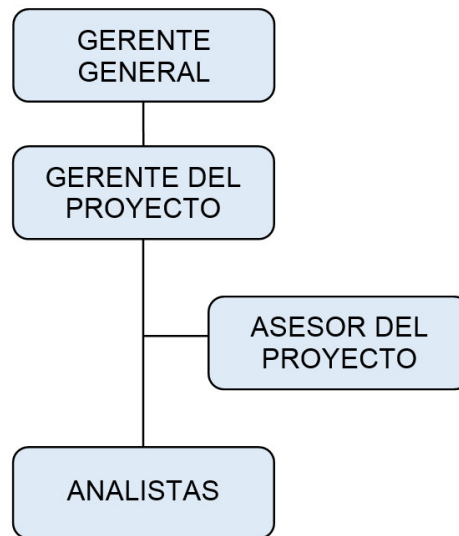 GERENTE
GENERAL
GERENTE DEL
PROYECTO
ASESOR DEL
PROYECTO
ANALISTAS